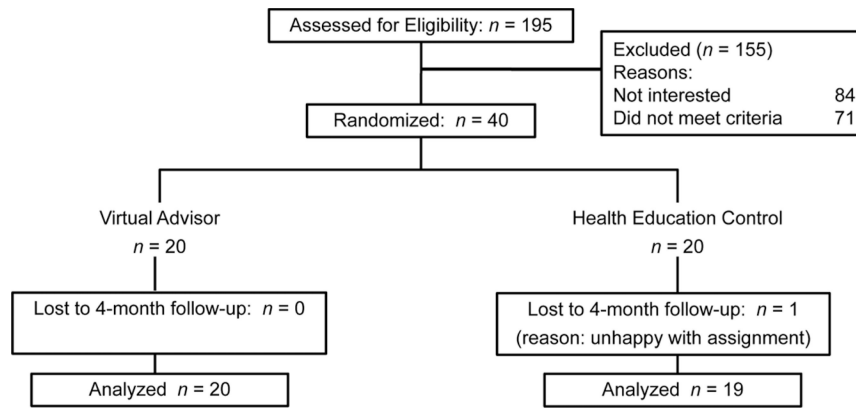 Assessed for Eligibility: n = 195
Excluded (n = 155)
Reasons:
Not interested 84
Did not meet criteria 71
Randomized: n = 40
Virtual Advisor
n = 20
Health Education Control
n = 20
Lost to 4-month follow-up: n = 0
Lost to 4-month follow-up: n = 1
(reason: unhappy with assignment)
Analyzed n = 20
Analyzed n = 19